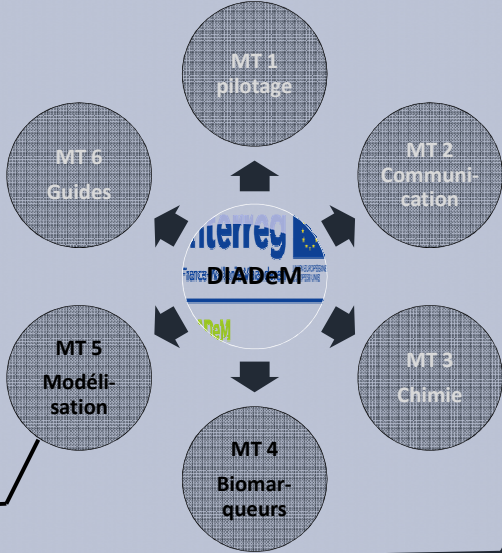 MT 1
pilotage
MT 2
Communi-
cation
MT 3
Chimie
MT 4
Biomar-
queurs
MT 5
Modéli-
sation
MT 6
Guides
Interreg
DIADeM